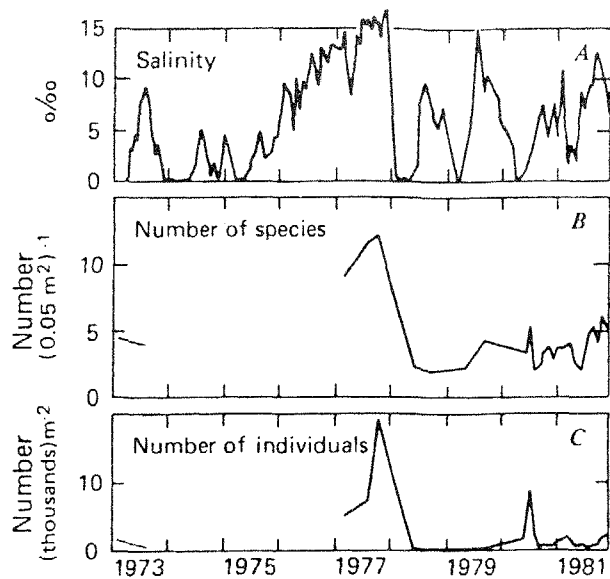 15
10
5
0
o/oo
Salinity
A
10
5
0
Number
(0.05 m²)⁻¹
Number of species
B
10
0
Number
(thousands)m⁻²
Number of individuals
C
1973 1975 1977 1979 1981